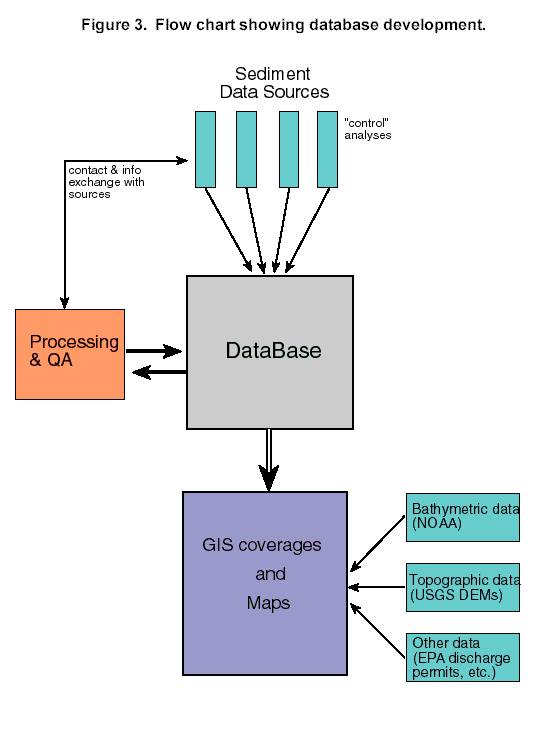 Figure 3. Flow chart showing database development.
Sediment
Data Sources
"control"
analyses
contact & info
exchange with
sources
Processing
& QA
DataBase
GIS coverages
and
Maps
Bathymetric data
(NOAA)
Topographic data
(USGS DEMs)
Other data
(EPA discharge
permits, etc.)